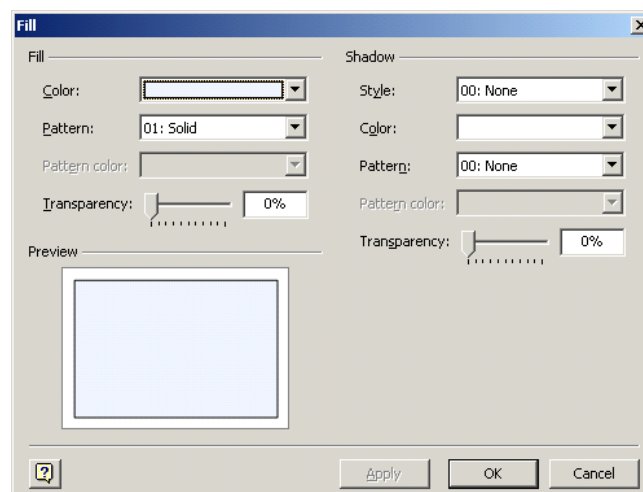 Fill
Fill
Color:
Pattern: 01: Solid
Pattern color:
Transparency: 0%
Preview
Shadow
Style: 00: None
Color:
Pattern: 00: None
Pattern color:
Transparency: 0%
?
Apply OK Cancel